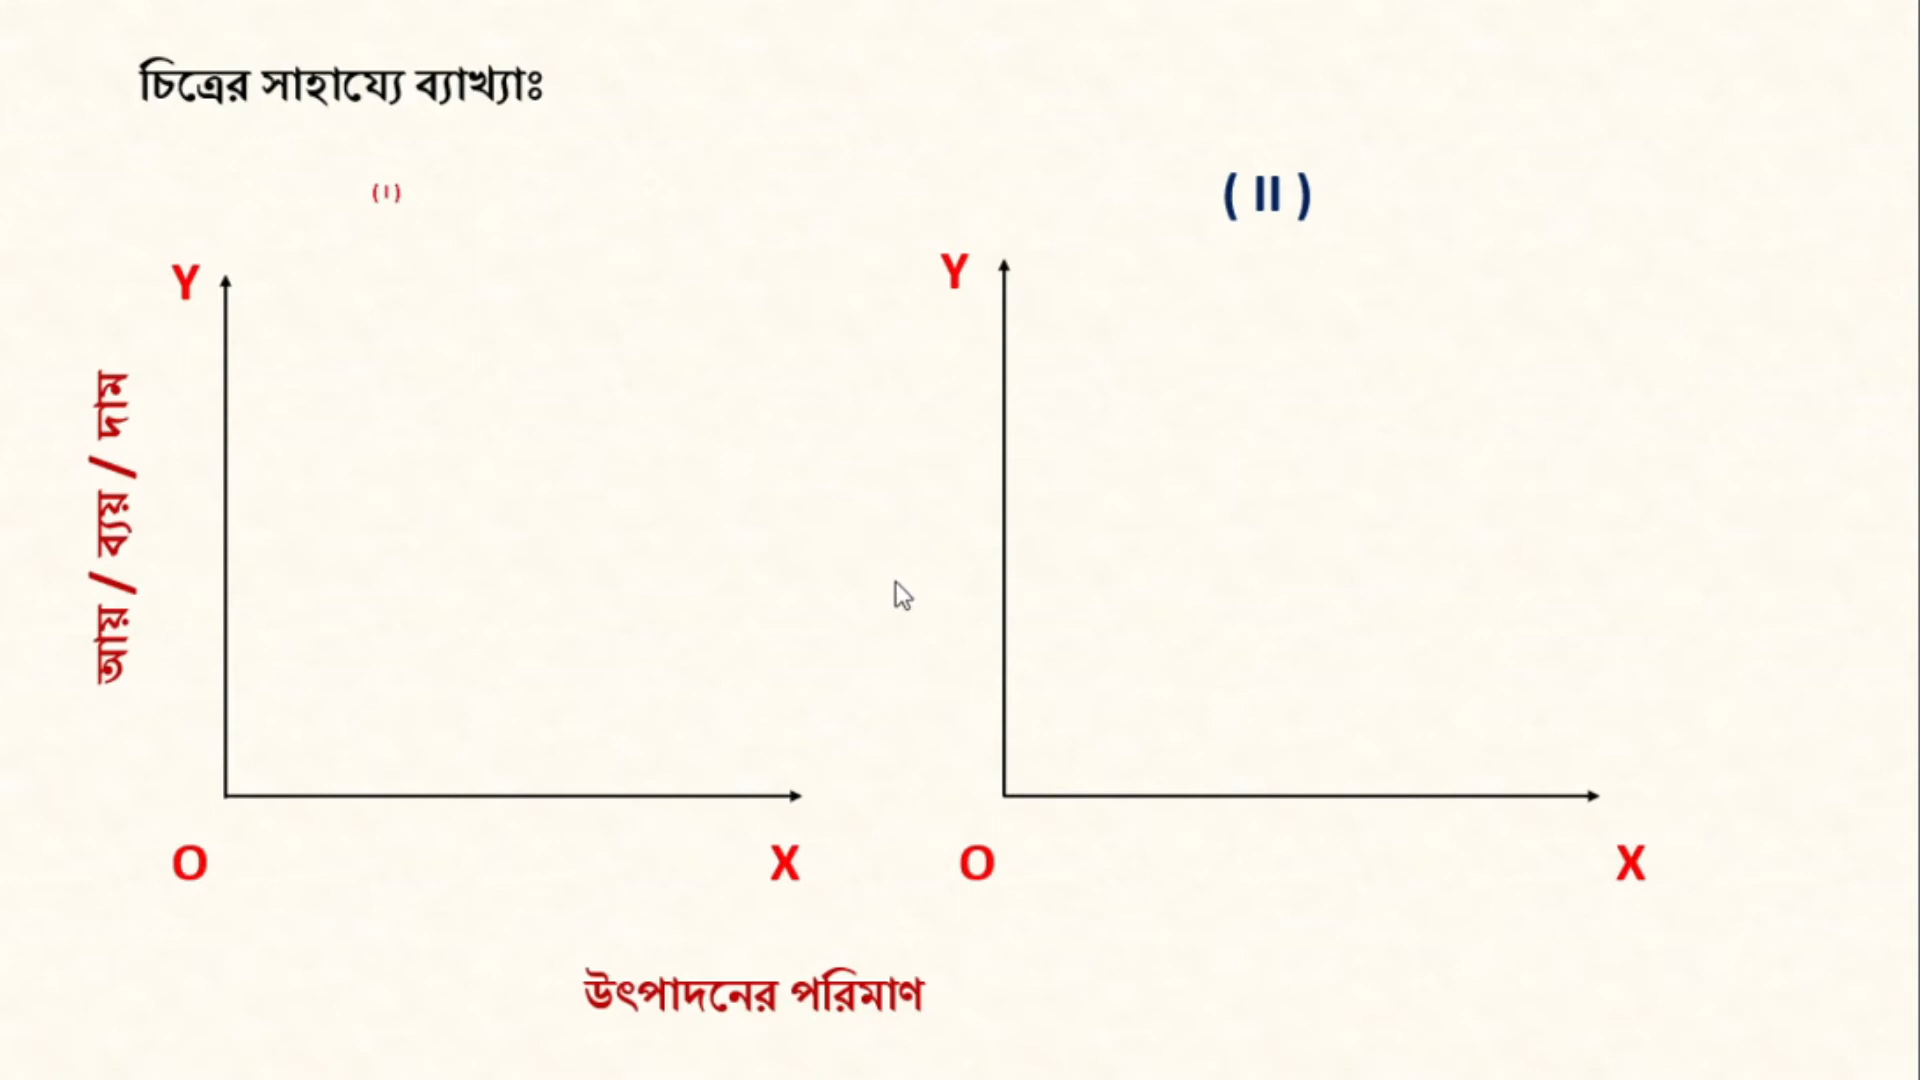 চিত্রের সাহায্যে ব্যাখ্যাঃ
( I )
( II )
Y
Y
আয় / ব্যয় / দাম
O
X
O
X
উৎপাদনের পরিমাণ